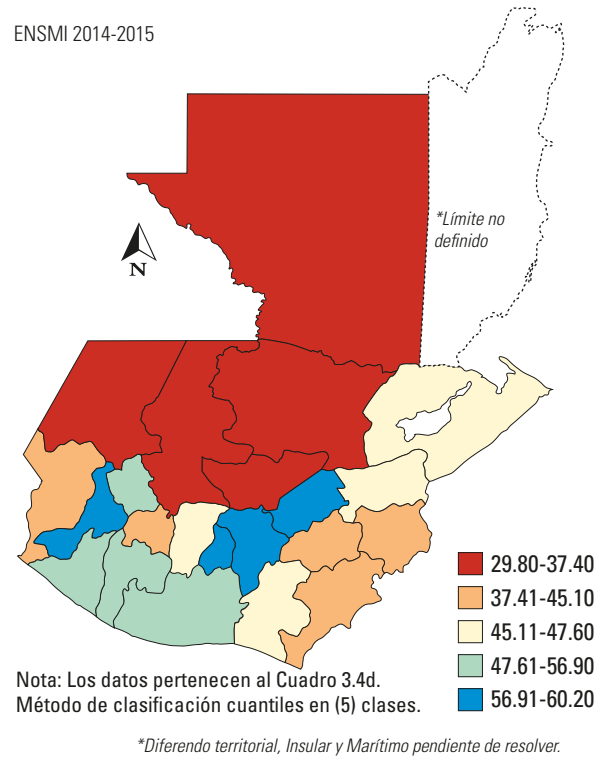 ENSMI 2014-2015
*Límite no
definido
N
29.80-37.40
37.41-45.10
45.11-47.60
47.61-56.90
56.91-60.20
Nota: Los datos pertenecen al Cuadro 3.4d.
Método de clasificación cuantiles en (5) clases.
*Diferendo territorial, Insular y Marítimo pendiente de resolver.